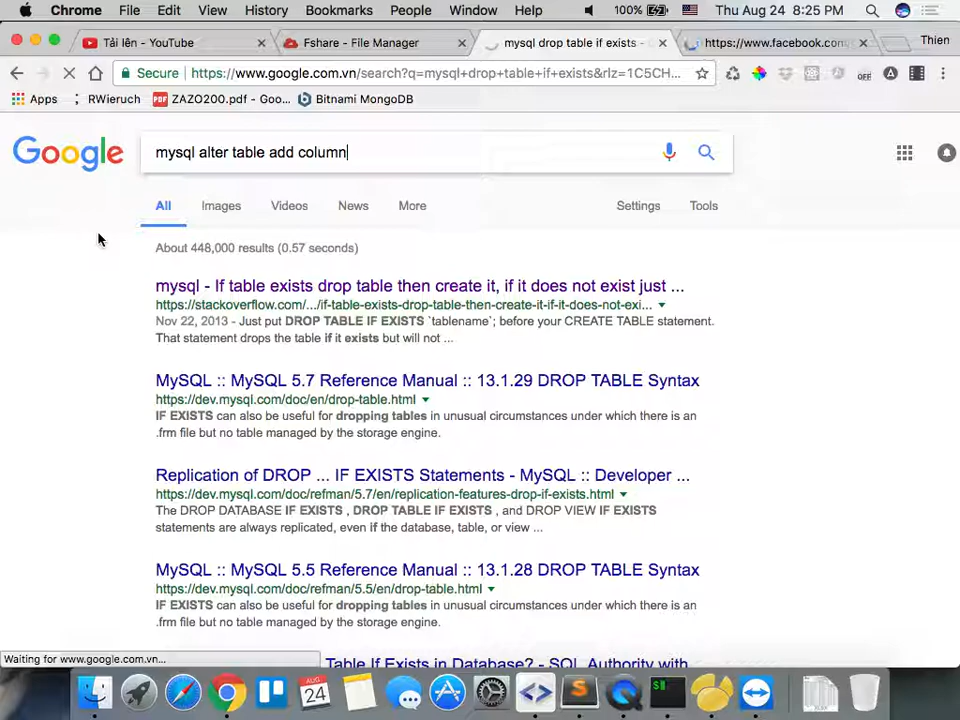 Chrome File Edit View History Bookmarks People Window Help 100% Thu Aug 24 8:25 PM
Tải lên - YouTube
Fshare - File Manager
mysql drop table if exists -
https://www.facebook.com
Thien
Secure https://www.google.com.vn/search?q=mysql+drop+table+if+exists&rlz=1C5CH... OFF
Apps RWieruch PDF ZAZO200.pdf - Goo... Bitnami MongoDB
Google
mysql alter table add column
All Images Videos News More Settings Tools
About 448,000 results (0.57 seconds)
mysql - If table exists drop table then create it, if it does not exist just ...
https://stackoverflow.com/.../if-table-exists-drop-table-then-create-it-if-it-does-not-exi...
Nov 22, 2013 - Just put DROP TABLE IF EXISTS `tablename`; before your CREATE TABLE statement.
That statement drops the table if it exists but will not ...
MySQL :: MySQL 5.7 Reference Manual :: 13.1.29 DROP TABLE Syntax
https://dev.mysql.com/doc/en/drop-table.html
IF EXISTS can also be useful for dropping tables in unusual circumstances under which there is an
.frm file but no table managed by the storage engine.
Replication of DROP ... IF EXISTS Statements - MySQL :: Developer ...
https://dev.mysql.com/doc/refman/5.7/en/replication-features-drop-if-exists.html
The DROP DATABASE IF EXISTS , DROP TABLE IF EXISTS , and DROP VIEW IF EXISTS
statements are always replicated, even if the database, table, or view ...
MySQL :: MySQL 5.5 Reference Manual :: 13.1.28 DROP TABLE Syntax
https://dev.mysql.com/doc/refman/5.5/en/drop-table.html
IF EXISTS can also be useful for dropping tables in unusual circumstances under which there is an
.frm file but no table managed by the storage engine.
Waiting for www.google.com.vn...
Table If Exists in Database? - SQL Authority with
AUG
24